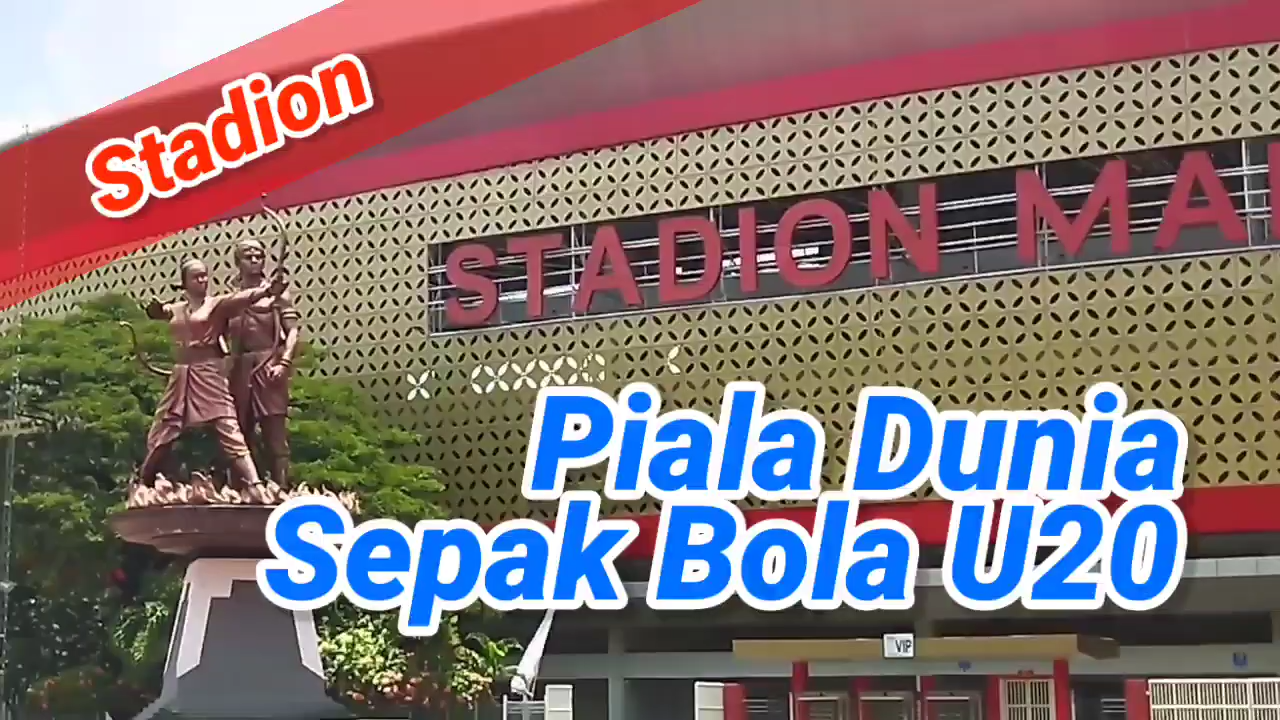 Stadion
STADION MA
Piala Dunia
Sepak Bola U20
VIP